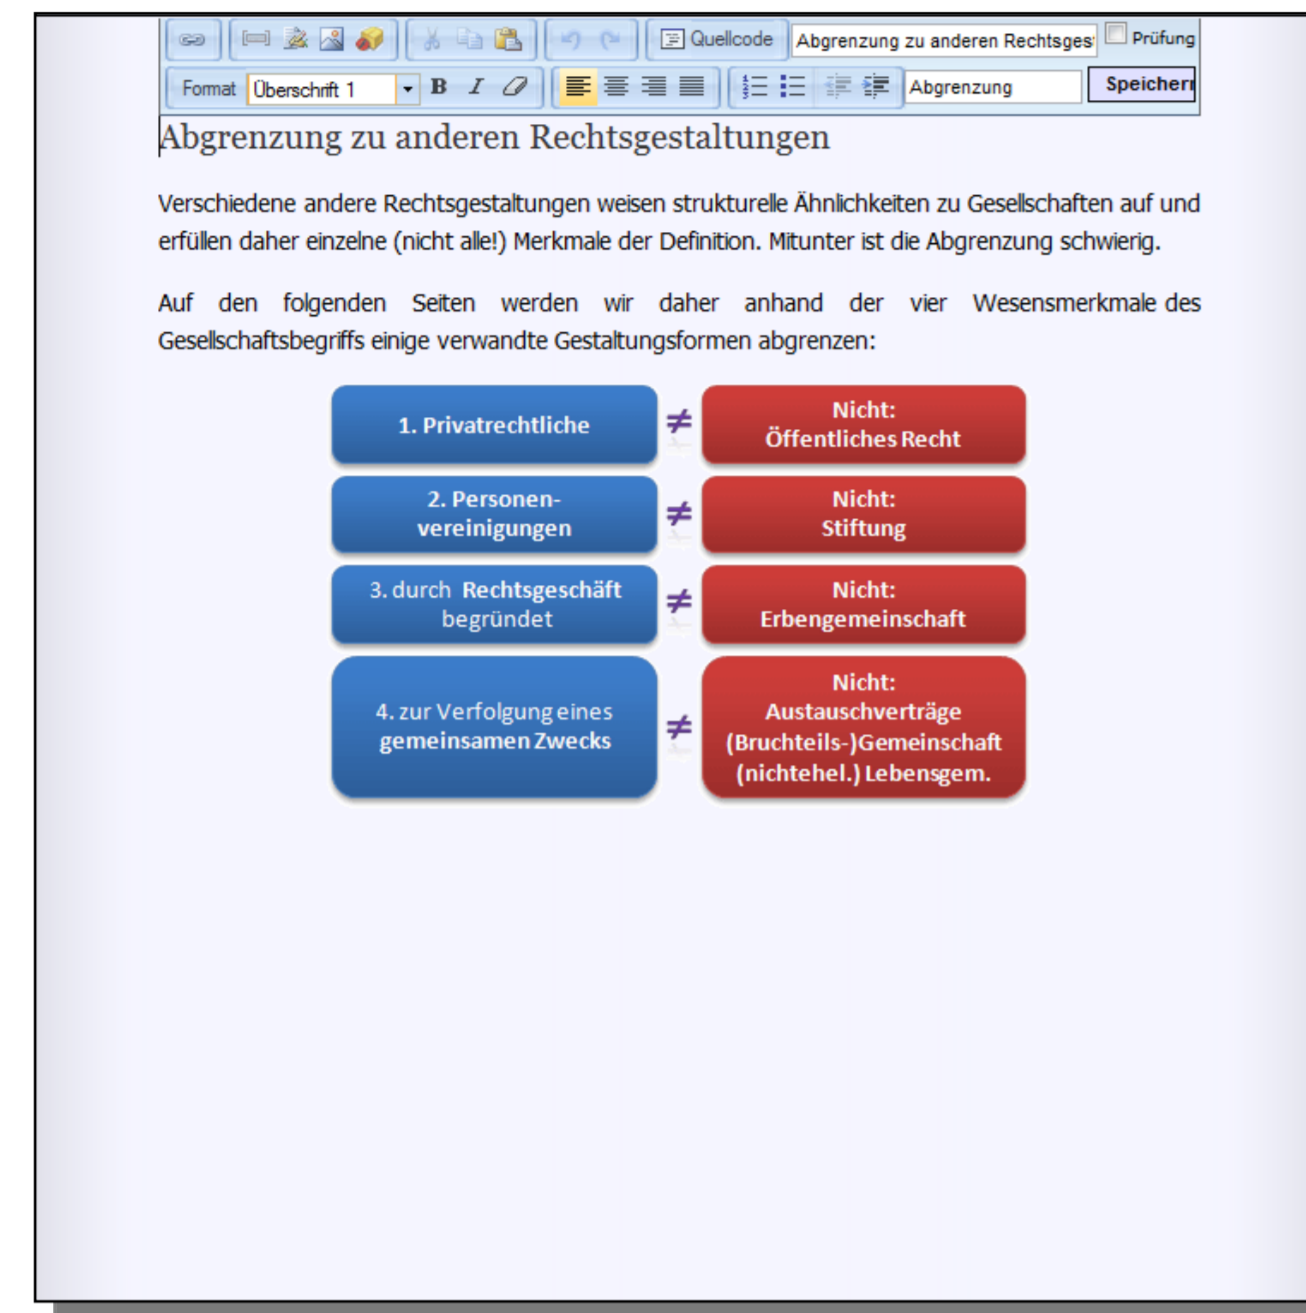 Quellcode Abgrenzung zu anderen Rechtsges Prüfung
Format Überschrift 1 B I Abgrenzung Speichern
Abgrenzung zu anderen Rechtsgestaltungen
Verschiedene andere Rechtsgestaltungen weisen strukturelle Ähnlichkeiten zu Gesellschaften auf und
erfüllen daher einzelne (nicht alle!) Merkmale der Definition. Mitunter ist die Abgrenzung schwierig.
Auf den folgenden Seiten werden wir daher anhand der vier Wesensmerkmale des
Gesellschaftsbegriffs einige verwandte Gestaltungsformen abgrenzen:
1. Privatrechtliche
≠
Nicht:
Öffentliches Recht
2. Personen-
vereinigungen
≠
Nicht:
Stiftung
3. durch Rechtsgeschäft
begründet
≠
Nicht:
Erbengemeinschaft
4. zur Verfolgung eines
gemeinsamen Zwecks
≠
Nicht:
Austauschverträge
(Bruchteils-)Gemeinschaft
(nichtehel.) Lebensgem.